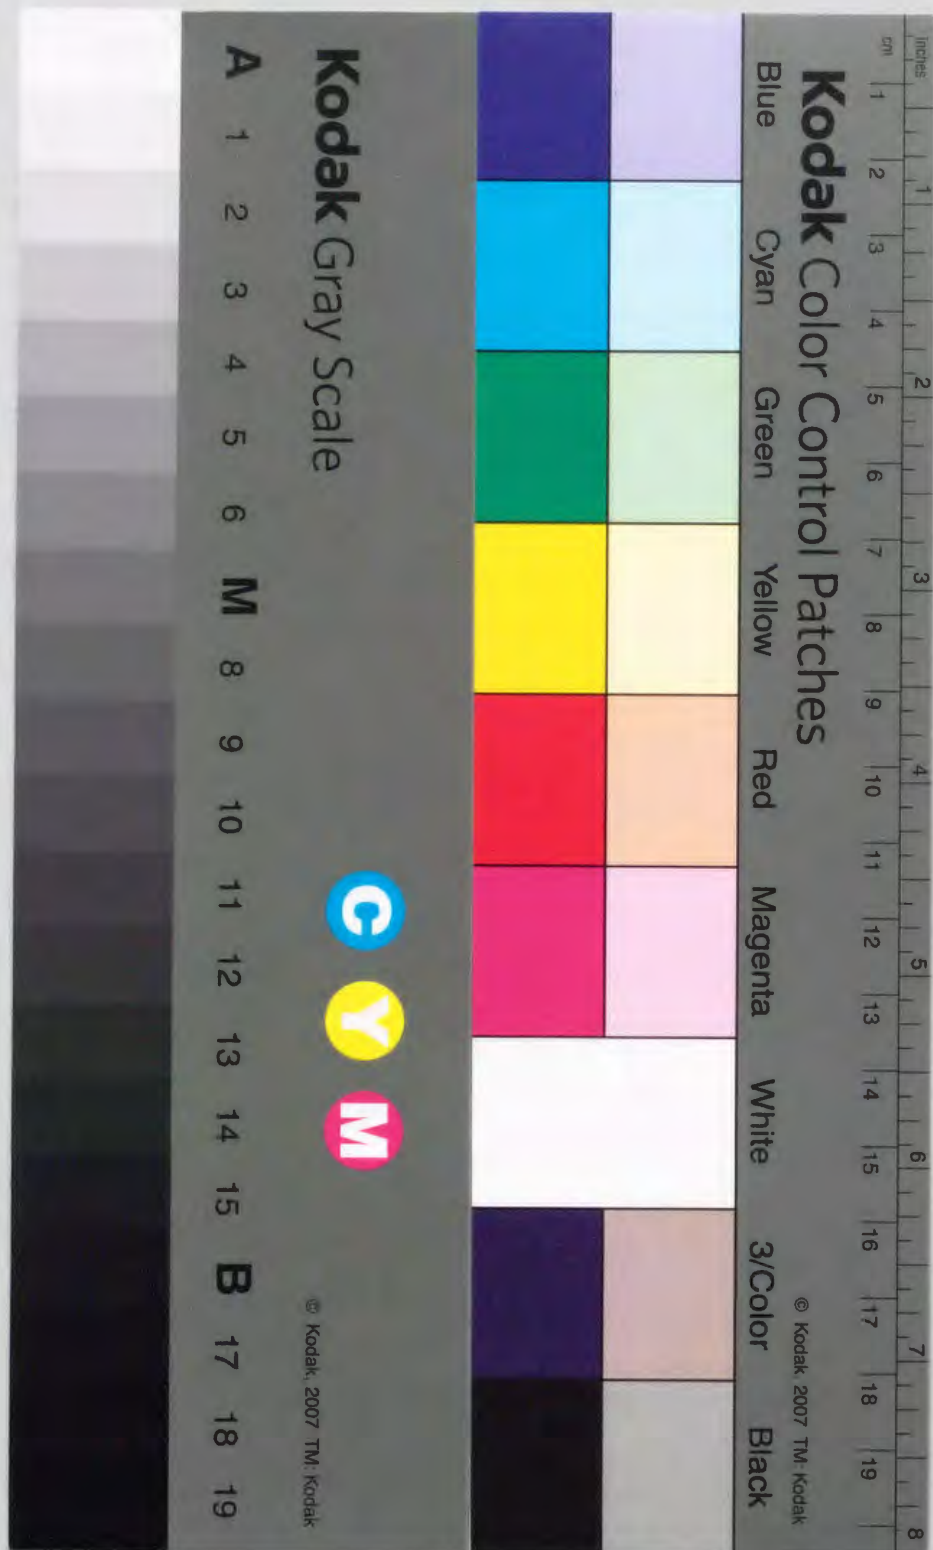 inches 1 2 3 4 5 6 7 8
cm 1 2 3 4 5 6 7 8 9 10 11 12 13 14 15 16 17 18 19
Kodak Color Control Patches © Kodak, 2007 TM: Kodak
Blue Cyan Green Yellow Red Magenta White 3/Color Black
Kodak Gray Scale C Y M © Kodak, 2007 TM: Kodak
A 1 2 3 4 5 6 M 8 9 10 11 12 13 14 15 B 17 18 19